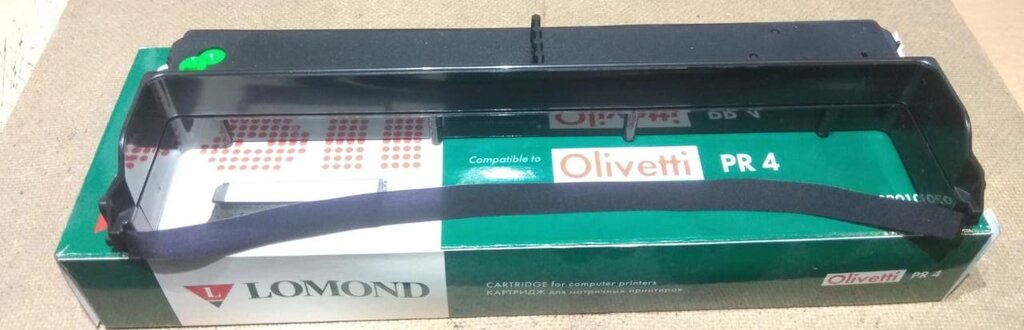 Compatible to
Olivetti PR 4
LOMOND
CARTRIDGE for computer printers
КАРТРИДЖ для матричных принтеров
Olivetti PR 4